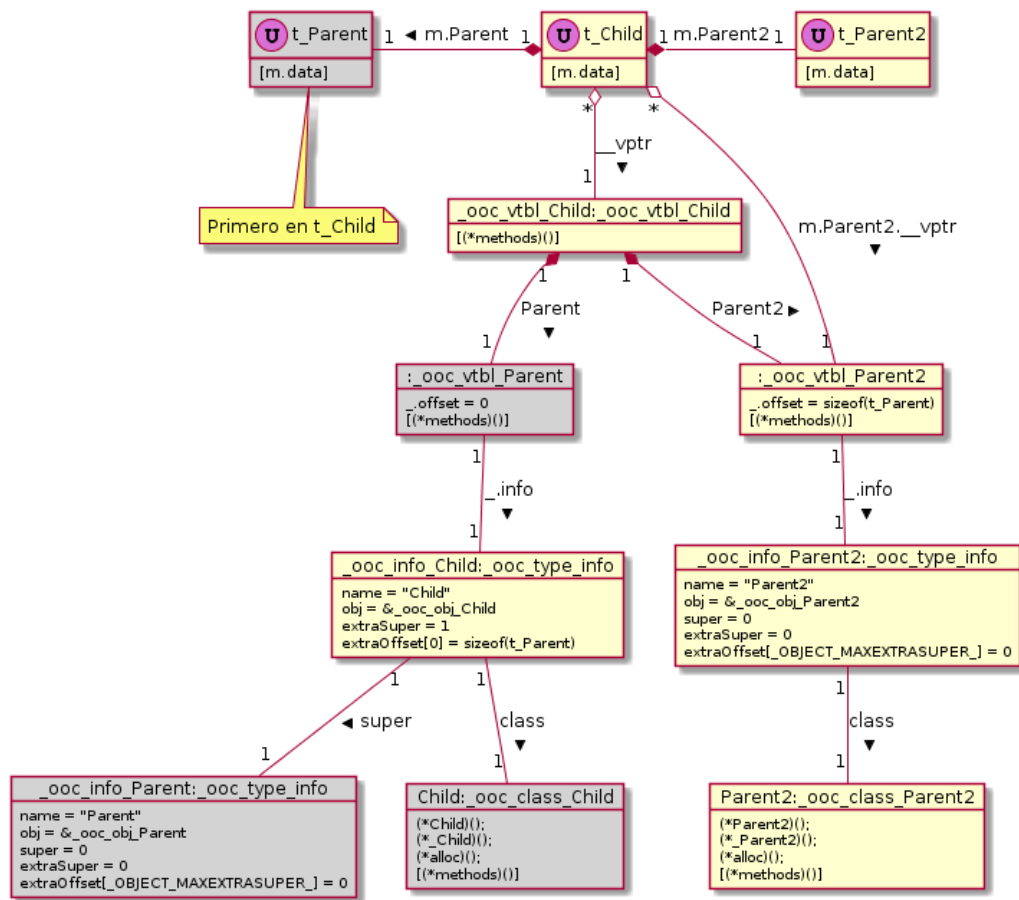 U t_Parent
[m.data]
1 ◄ m.Parent 1
U t_Child
[m.data]
1 m.Parent2 1
U t_Parent2
[m.data]
Primero en t_Child
*
__vptr
▼
1
*
m.Parent2.__vptr
▼
1
_ooc_vtbl_Child:_ooc_vtbl_Child
[(*methods)()]
1
Parent
▼
1
1
Parent2 ►
1
:_ooc_vtbl_Parent
_.offset = 0
[(*methods)()]
:_ooc_vtbl_Parent2
_.offset = sizeof(t_Parent)
[(*methods)()]
1
_.info
▼
1
1
_.info
▼
1
_ooc_info_Child:_ooc_type_info
name = "Child"
obj = &_ooc_obj_Child
extraSuper = 1
extraOffset[0] = sizeof(t_Parent)
_ooc_info_Parent2:_ooc_type_info
name = "Parent2"
obj = &_ooc_obj_Parent2
super = 0
extraSuper = 0
extraOffset[_OBJECT_MAXEXTRASUPER_] = 0
1
◄ super
1
1
class
▼
1
1
class
▼
1
_ooc_info_Parent:_ooc_type_info
name = "Parent"
obj = &_ooc_obj_Parent
super = 0
extraSuper = 0
extraOffset[_OBJECT_MAXEXTRASUPER_] = 0
Child:_ooc_class_Child
(*Child)();
(*_Child)();
(*alloc)();
[(*methods)()]
Parent2:_ooc_class_Parent2
(*Parent2)();
(*_Parent2)();
(*alloc)();
[(*methods)()]